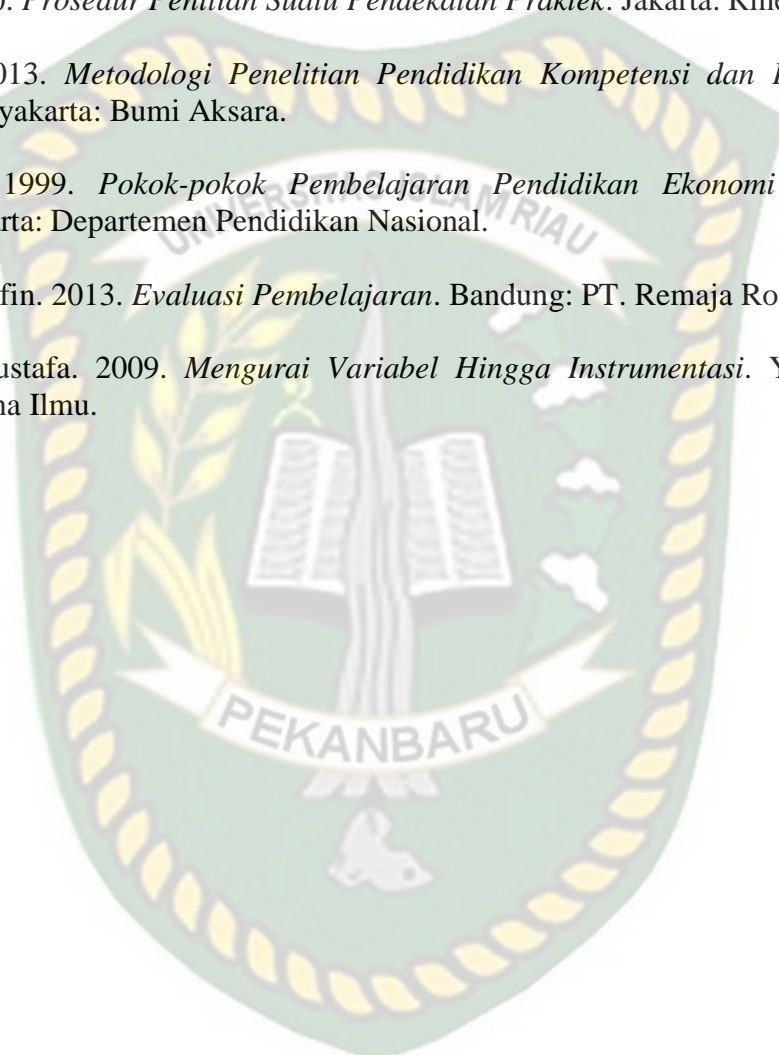 Prosedur Suatu Pendekatan Praktek. Jakarta.
013. Metodologi Penelitian Pendidikan Kompetensi dan
yakarta: Bumi Aksara.
1999. Pokok-pokok Pembelajaran Pendidikan Ekonomi
UNIVERSITAS ISLAM RIAU
rta: Departemen Pendidikan Nasional.
fin. 2013. Evaluasi Pembelajaran. Bandung: PT. Remaja Ro
ustafa. 2009. Mengurai Variabel Hingga Instrumentasi. Y
na Ilmu.
PEKANBARU